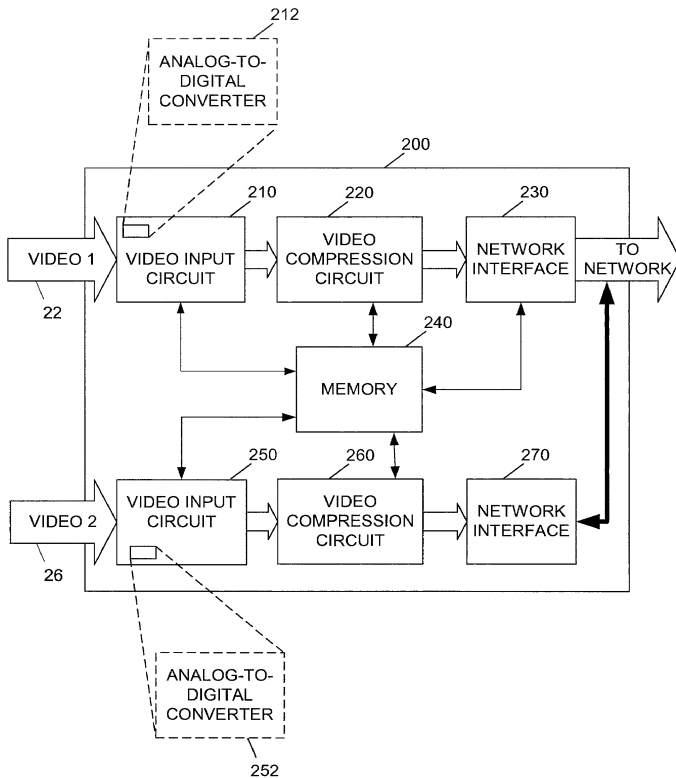 212
ANALOG-TO-
DIGITAL
CONVERTER
200
210
220
230
VIDEO 1
VIDEO INPUT
CIRCUIT
VIDEO
COMPRESSION
CIRCUIT
NETWORK
INTERFACE
TO
NETWORK
22
240
MEMORY
250
260
270
VIDEO 2
VIDEO INPUT
CIRCUIT
VIDEO
COMPRESSION
CIRCUIT
NETWORK
INTERFACE
26
ANALOG-TO-
DIGITAL
CONVERTER
252